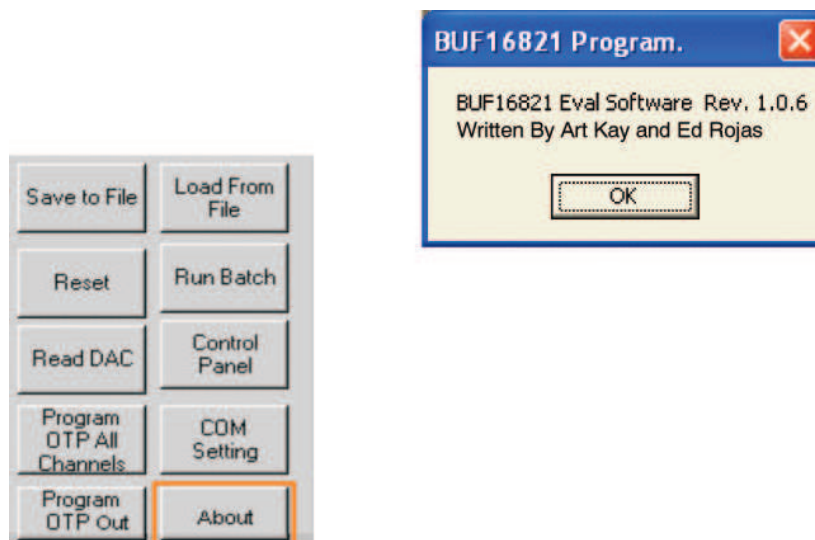 BUF16821 Program.
BUF16821 Eval Software Rev. 1.0.6
Written By Art Kay and Ed Rojas
OK
Save to File
Load From
File
Reset
Run Batch
Read DAC
Control
Panel
Program
OTP All
Channels
COM
Setting
Program
OTP Out
About